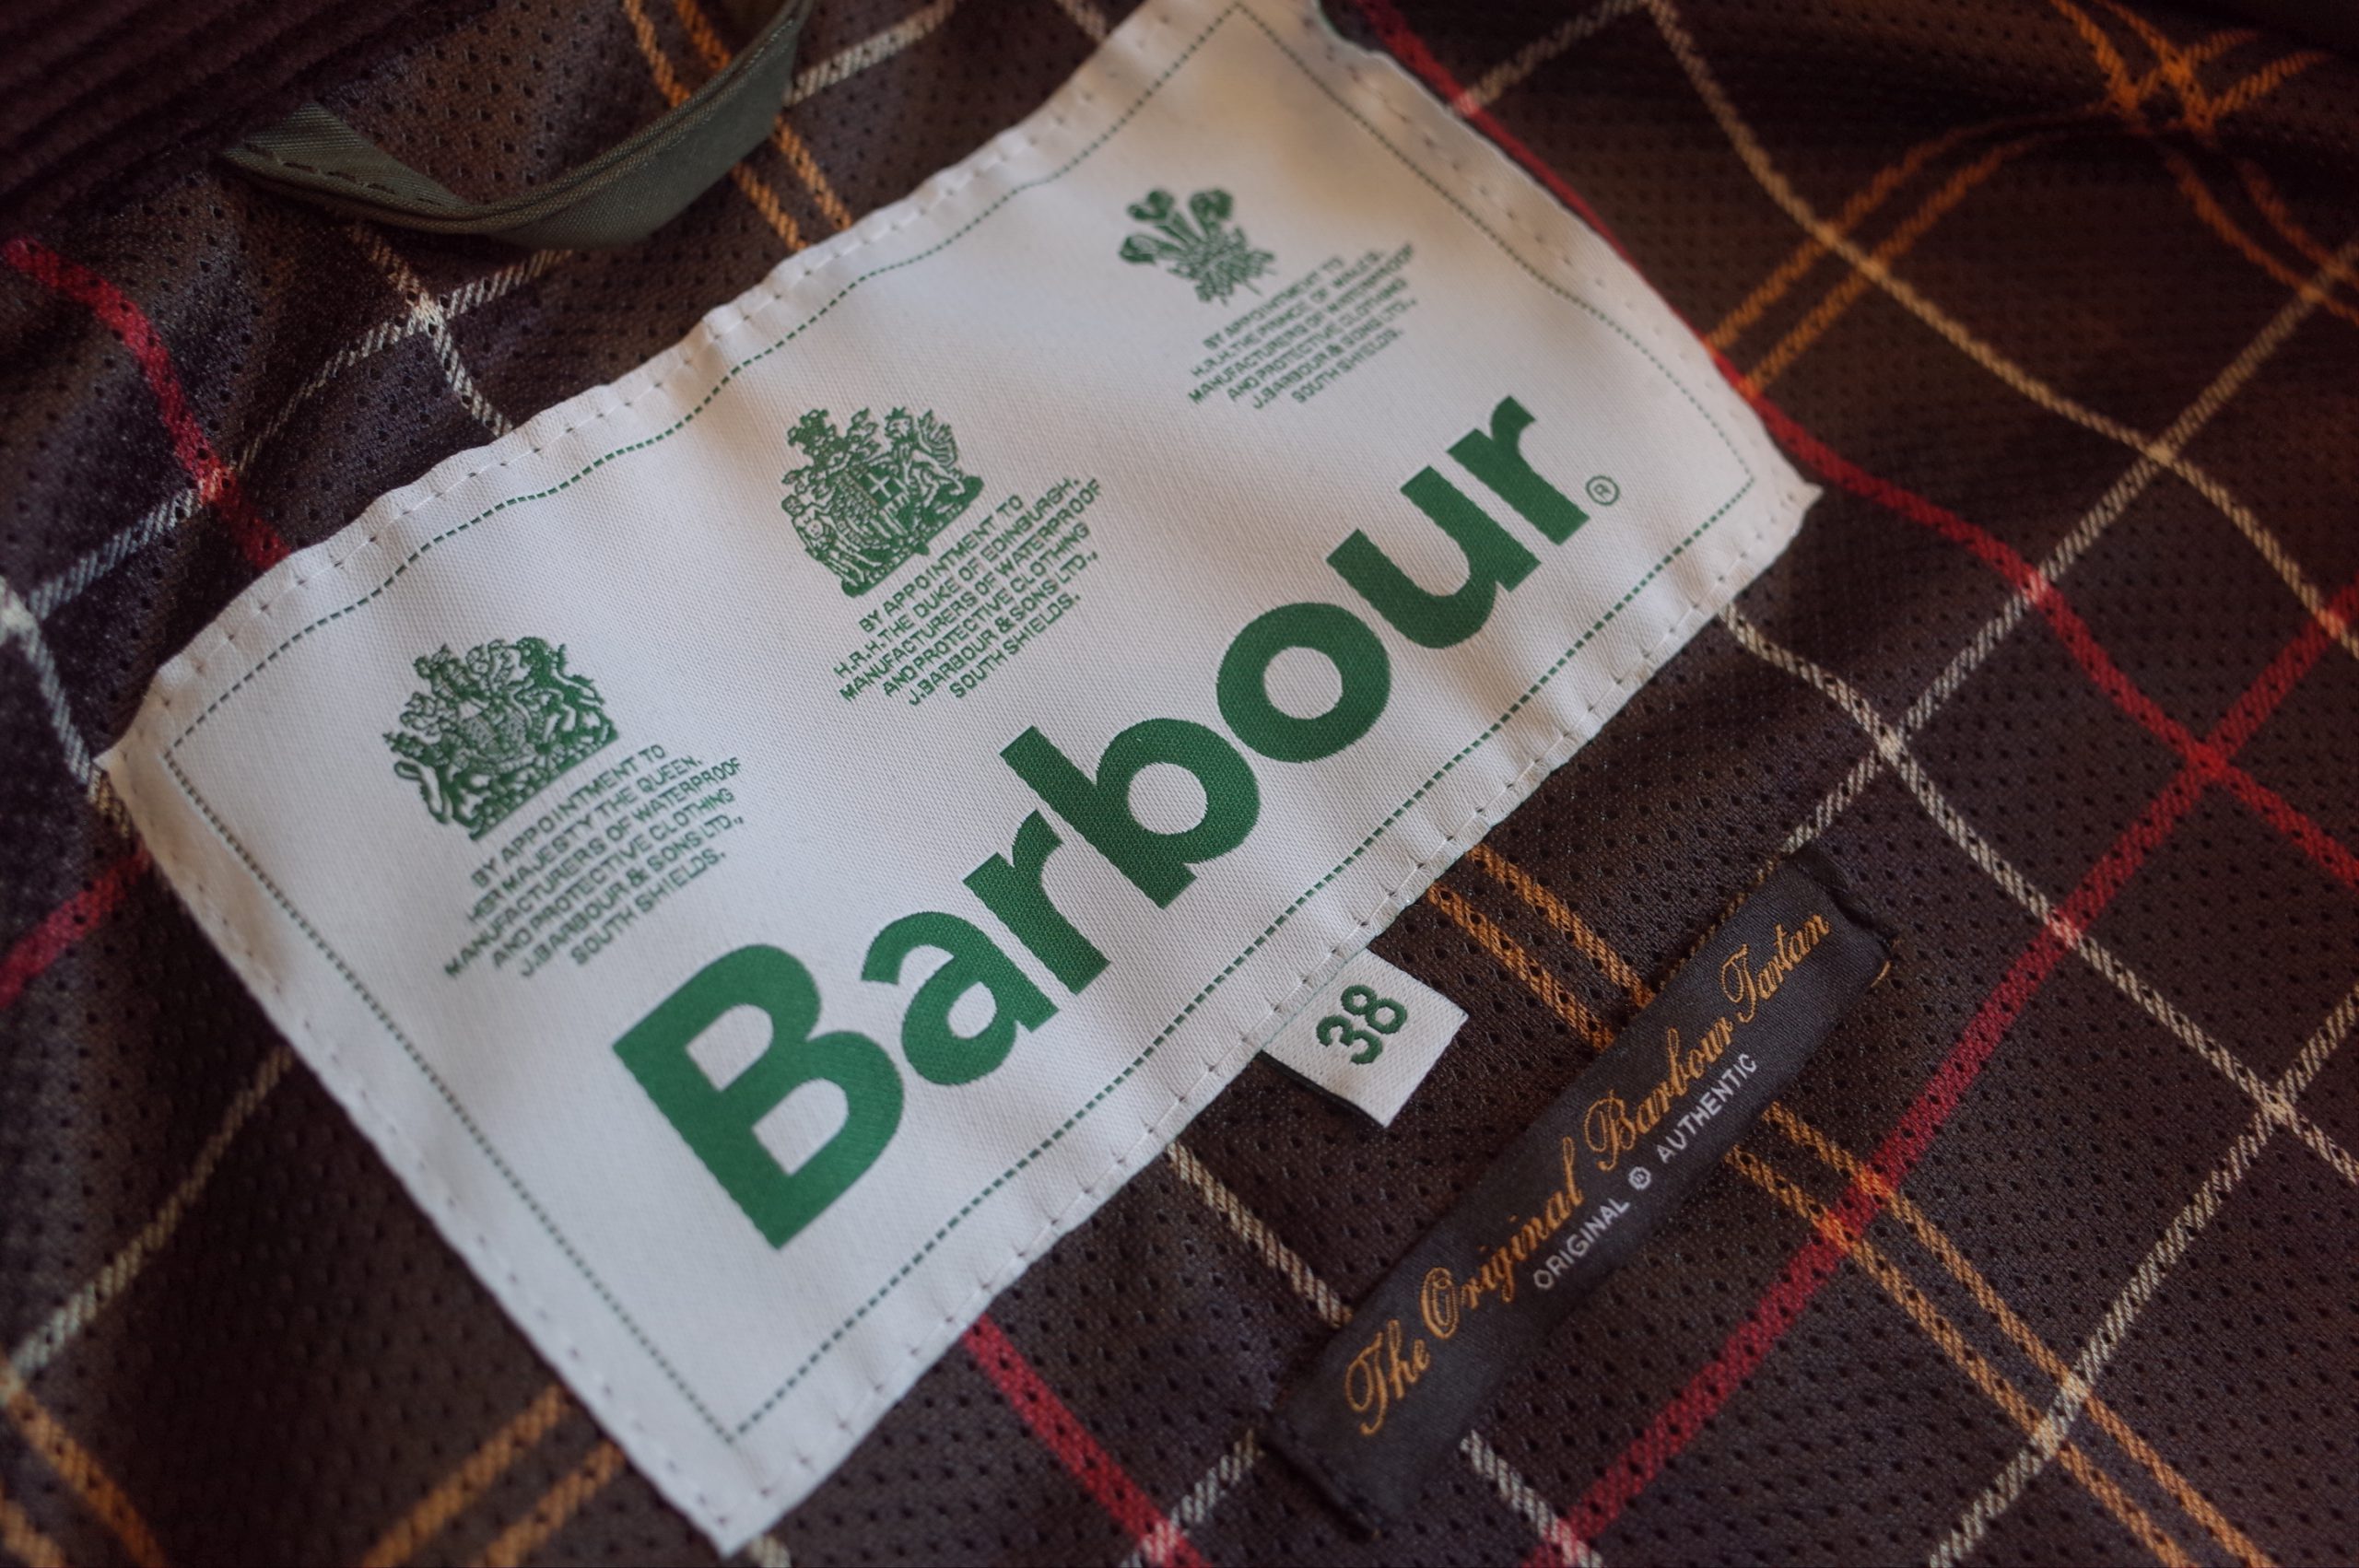 BY APPOINTMENT TO
HER MAJESTY THE QUEEN.
MANUFACTURERS OF WATERPROOF
AND PROTECTIVE CLOTHING
J.BARBOUR & SONS LTD.,
SOUTH SHIELDS.
BY APPOINTMENT TO
H.R.H.THE DUKE OF EDINBURGH.
MANUFACTURERS OF WATERPROOF
AND PROTECTIVE CLOTHING
J.BARBOUR & SONS LTD.,
SOUTH SHIELDS.
BY APPOINTMENT TO
H.R.H.THE PRINCE OF WALES.
MANUFACTURERS OF WATERPROOF
AND PROTECTIVE CLOTHING
J.BARBOUR & SONS LTD.,
SOUTH SHIELDS.
Barbour®
38
The Original Barbour Tartan
ORIGINAL ® AUTHENTIC